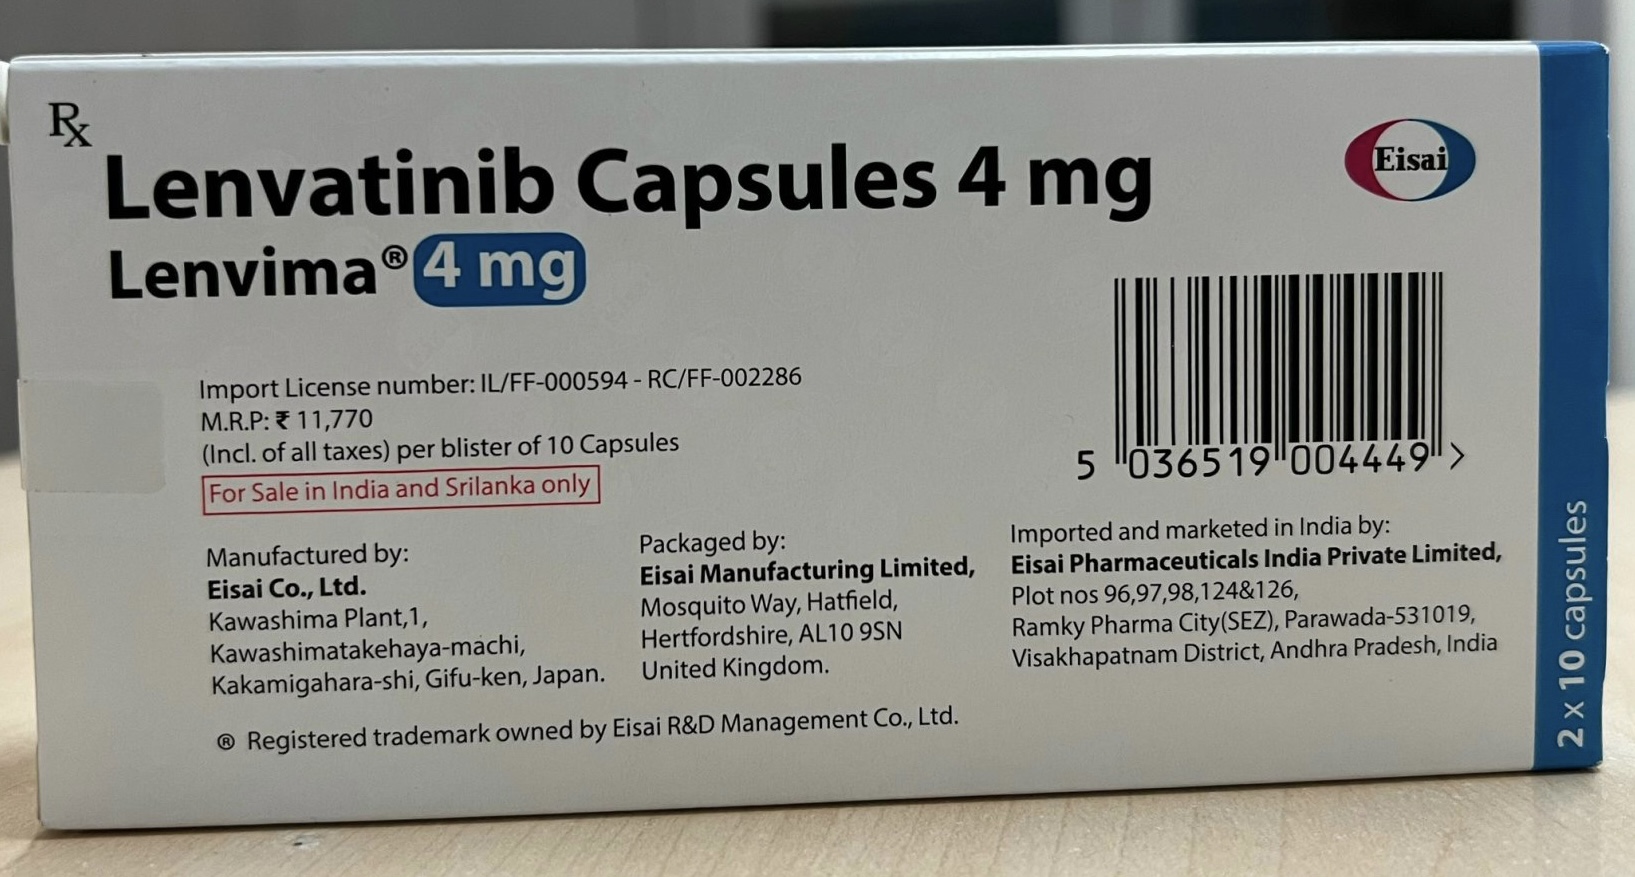 Rx
Lenvatinib Capsules 4 mg
Lenvima® 4 mg
Eisai
Import License number: IL/FF-000594 - RC/FF-002286
M.R.P: ₹ 11,770
(Incl. of all taxes) per blister of 10 Capsules
For Sale in India and Srilanka only
5 036519 004449 >
Manufactured by:
Eisai Co., Ltd.
Kawashima Plant,1,
Kawashimatakehaya-machi,
Kakamigahara-shi, Gifu-ken, Japan.
Packaged by:
Eisai Manufacturing Limited,
Mosquito Way, Hatfield,
Hertfordshire, AL10 9SN
United Kingdom.
Imported and marketed in India by:
Eisai Pharmaceuticals India Private Limited,
Plot nos 96,97,98,124&126,
Ramky Pharma City(SEZ), Parawada-531019,
Visakhapatnam District, Andhra Pradesh, India
® Registered trademark owned by Eisai R&D Management Co., Ltd.
2 x 10 capsules